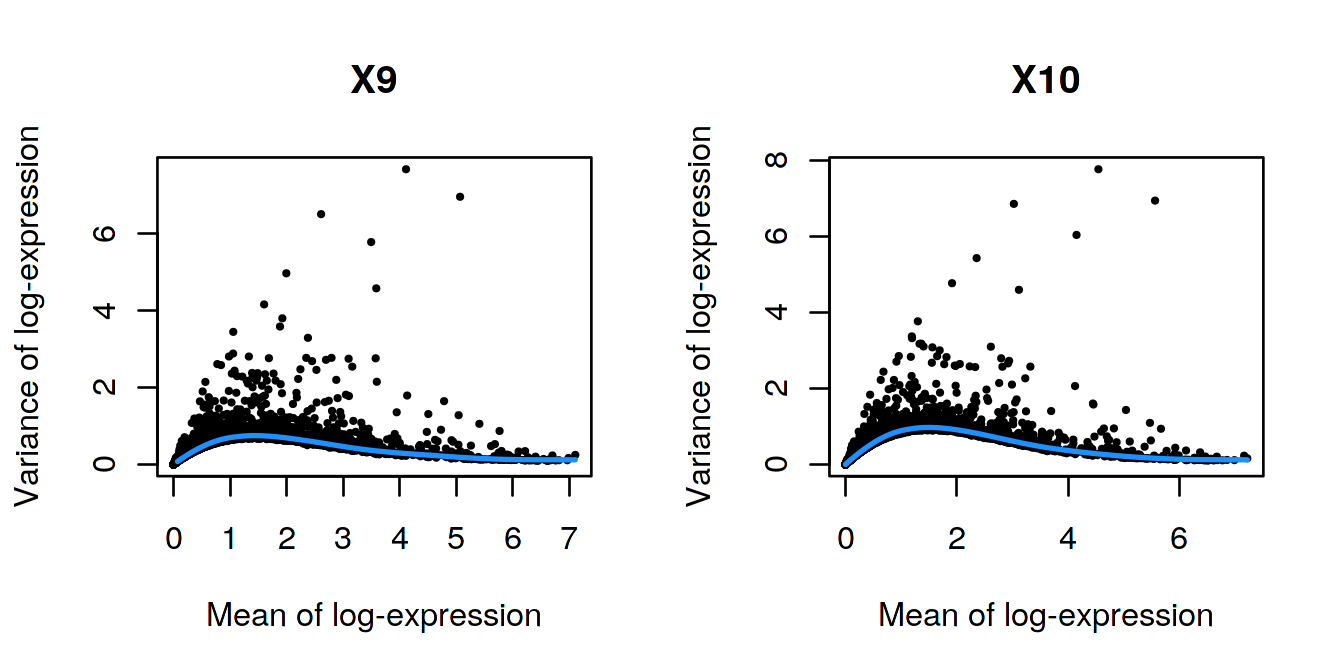 X9
Variance of log-expression
6
4
2
0
0 1 2 3 4 5 6 7
Mean of log-expression
X10
Variance of log-expression
8
6
4
2
0
0 2 4 6
Mean of log-expression